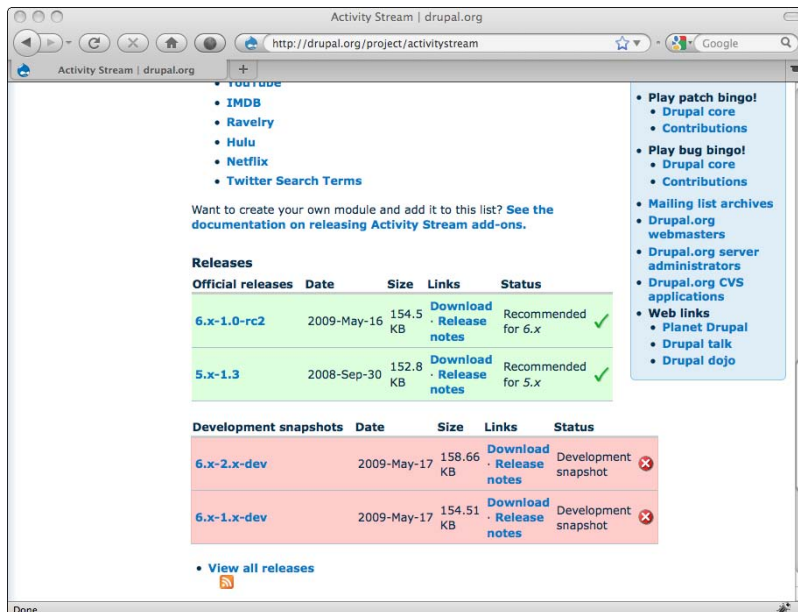 Activity Stream | drupal.org
http://drupal.org/project/activitystream
Google
Activity Stream | drupal.org
• YouTube
• IMDB
• Ravelry
• Hulu
• Netflix
• Twitter Search Terms
Want to create your own module and add it to this list? See the
documentation on releasing Activity Stream add-ons.
Releases
Official releases Date Size Links Status
6.x-1.0-rc2 2009-May-16 154.5 KB Download · Release notes Recommended for 6.x
5.x-1.3 2008-Sep-30 152.8 KB Download · Release notes Recommended for 5.x
Development snapshots Date Size Links Status
6.x-2.x-dev 2009-May-17 158.66 KB Download · Release notes Development snapshot
6.x-1.x-dev 2009-May-17 154.51 KB Download · Release notes Development snapshot
• View all releases
• Play patch bingo!
• Drupal core
• Contributions
• Play bug bingo!
• Drupal core
• Contributions
• Mailing list archives
• Drupal.org
webmasters
• Drupal.org server
administrators
• Drupal.org CVS
applications
• Web links
• Planet Drupal
• Drupal talk
• Drupal dojo
Done